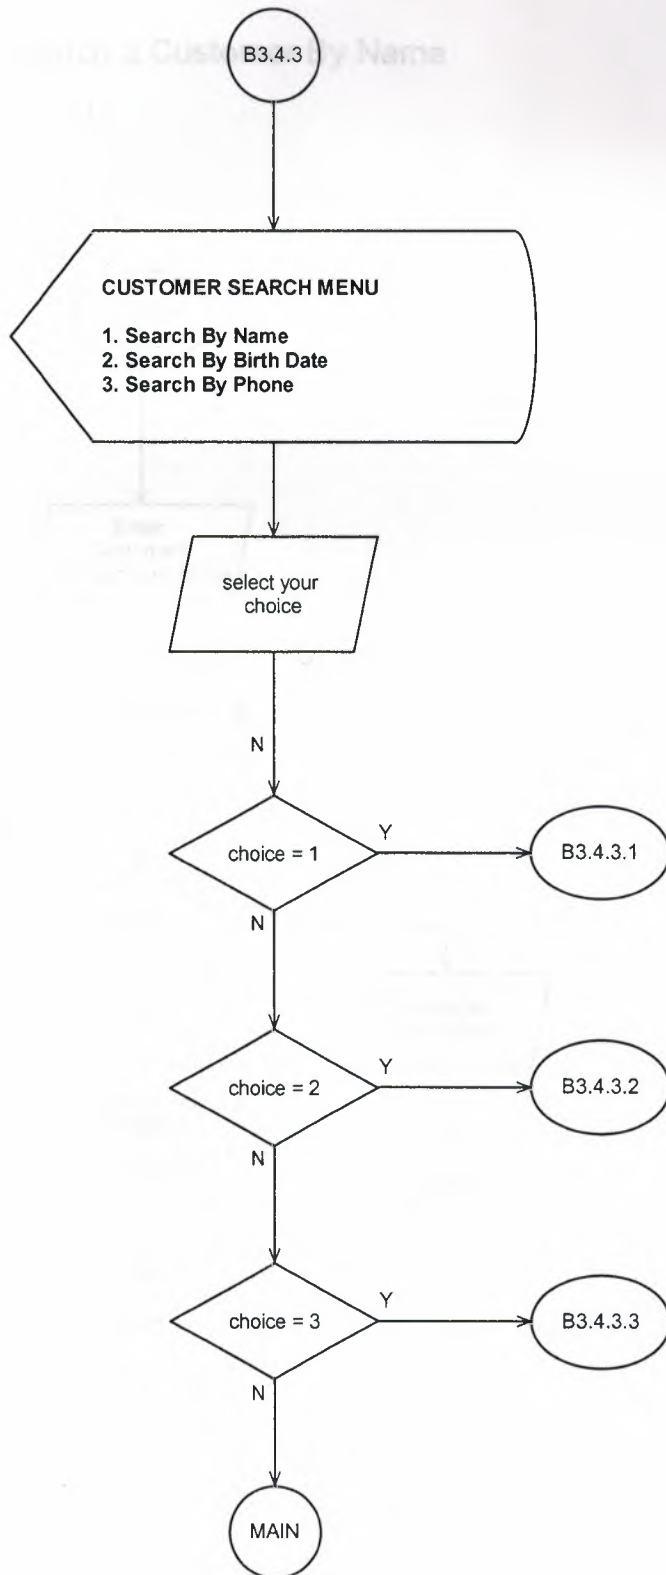 B3.4.3
CUSTOMER SEARCH MENU
1. Search By Name
2. Search By Birth Date
3. Search By Phone
select your
choice
N
choice = 1
Y
B3.4.3.1
N
choice = 2
Y
B3.4.3.2
N
choice = 3
Y
B3.4.3.3
N
MAIN